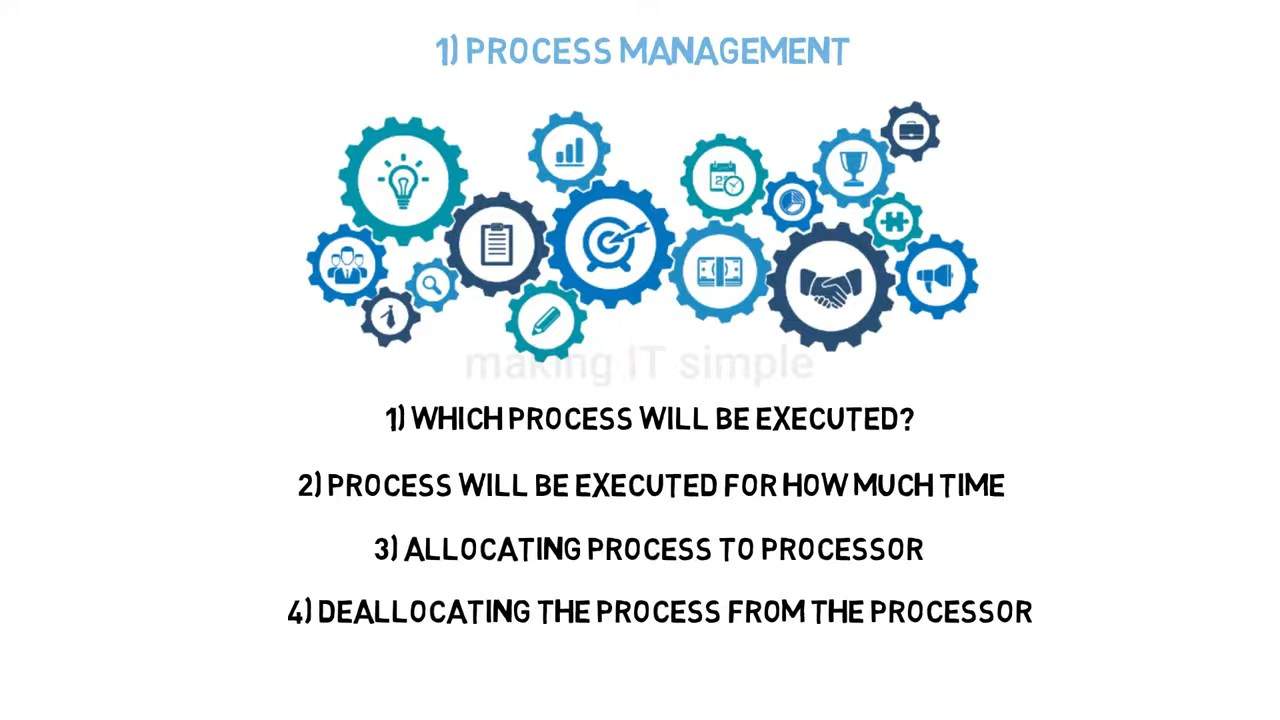 1) PROCESS MANAGEMENT
making IT simple
1) WHICH PROCESS WILL BE EXECUTED?
2) PROCESS WILL BE EXECUTED FOR HOW MUCH TIME
3) ALLOCATING PROCESS TO PROCESSOR
4) DEALLOCATING THE PROCESS FROM THE PROCESSOR